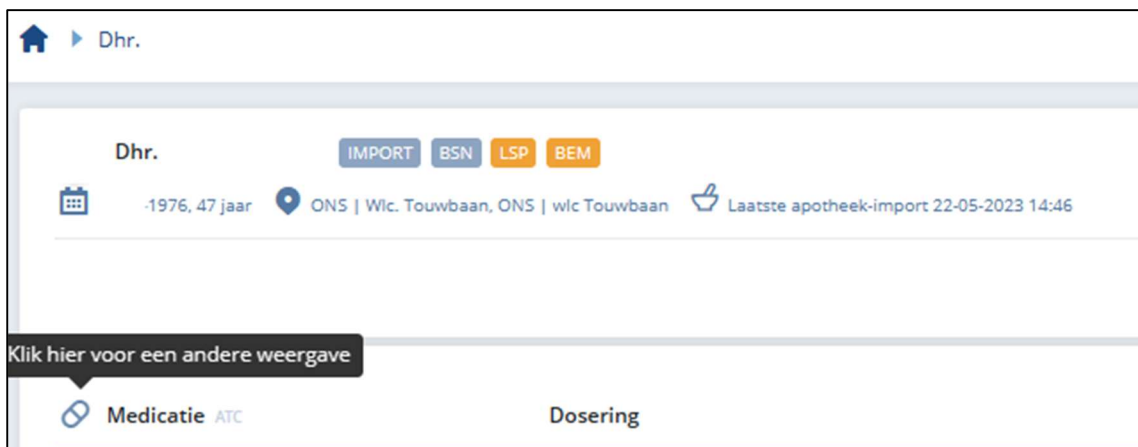 Dhr.
Dhr. IMPORT BSN LSP BEM
-1976, 47 jaar ONS | Wlc. Touwbaan, ONS | wlc Touwbaan Laatste apotheek-import 22-05-2023 14:46
Klik hier voor een andere weergave
Medicatie ATC Dosering